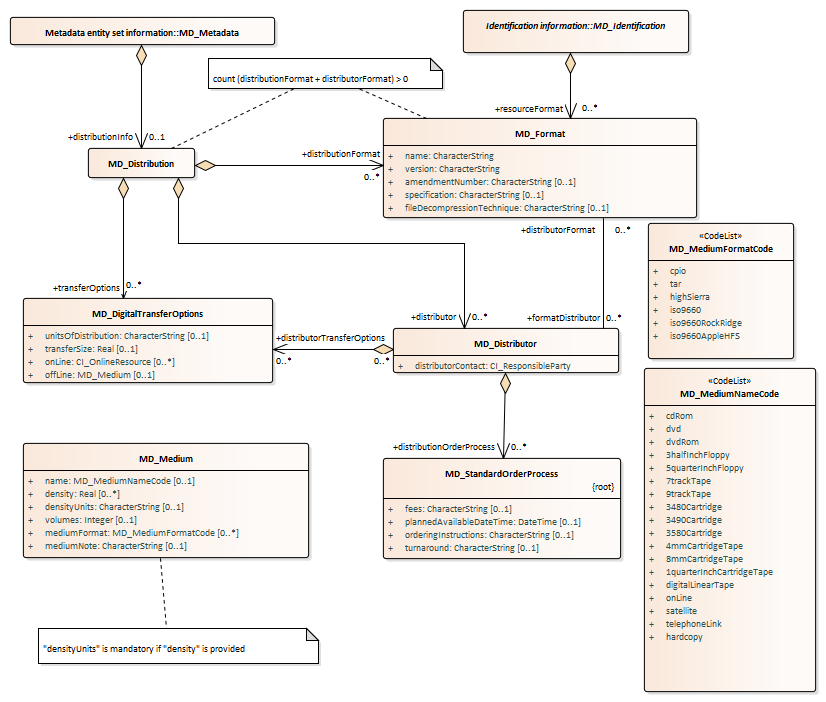 Metadata entity set information::MD_Metadata
Identification information::MD_Identification
count (distributionFormat + distributorFormat) > 0
+resourceFormat
0..*
+distributionInfo
0..1
MD_Distribution
+distributionFormat
0..*
MD_Format
+ name: CharacterString
+ version: CharacterString
+ amendmentNumber: CharacterString [0..1]
+ specification: CharacterString [0..1]
+ fileDecompressionTechnique: CharacterString [0..1]
+distributorFormat
0..*
«CodeList»
MD_MediumFormatCode
+ cpio
+ tar
+ highSierra
+ iso9660
+ iso9660RockRidge
+ iso9660AppleHFS
+transferOptions
0..*
MD_DigitalTransferOptions
+ unitsOfDistribution: CharacterString [0..1]
+ transferSize: Real [0..1]
+ onLine: CI_OnlineResource [0..*]
+ offLine: MD_Medium [0..1]
+distributor
0..*
+formatDistributor
0..*
+distributorTransferOptions
0..*
0..*
MD_Distributor
+ distributorContact: CI_ResponsibleParty
«CodeList»
MD_MediumNameCode
+ cdRom
+ dvd
+ dvdRom
+ 3halfInchFloppy
+ 5quarterInchFloppy
+ 7trackTape
+ 9trackTape
+ 3480Cartridge
+ 3490Cartridge
+ 3580Cartridge
+ 4mmCartridgeTape
+ 8mmCartridgeTape
+ 1quarterInchCartridgeTape
+ digitalLinearTape
+ onLine
+ satellite
+ telephoneLink
+ hardcopy
+distributionOrderProcess
0..*
MD_Medium
+ name: MD_MediumNameCode [0..1]
+ density: Real [0..*]
+ densityUnits: CharacterString [0..1]
+ volumes: Integer [0..1]
+ mediumFormat: MD_MediumFormatCode [0..*]
+ mediumNote: CharacterString [0..1]
MD_StandardOrderProcess
{root}
+ fees: CharacterString [0..1]
+ plannedAvailableDateTime: DateTime [0..1]
+ orderingInstructions: CharacterString [0..1]
+ turnaround: CharacterString [0..1]
"densityUnits" is mandatory if "density" is provided